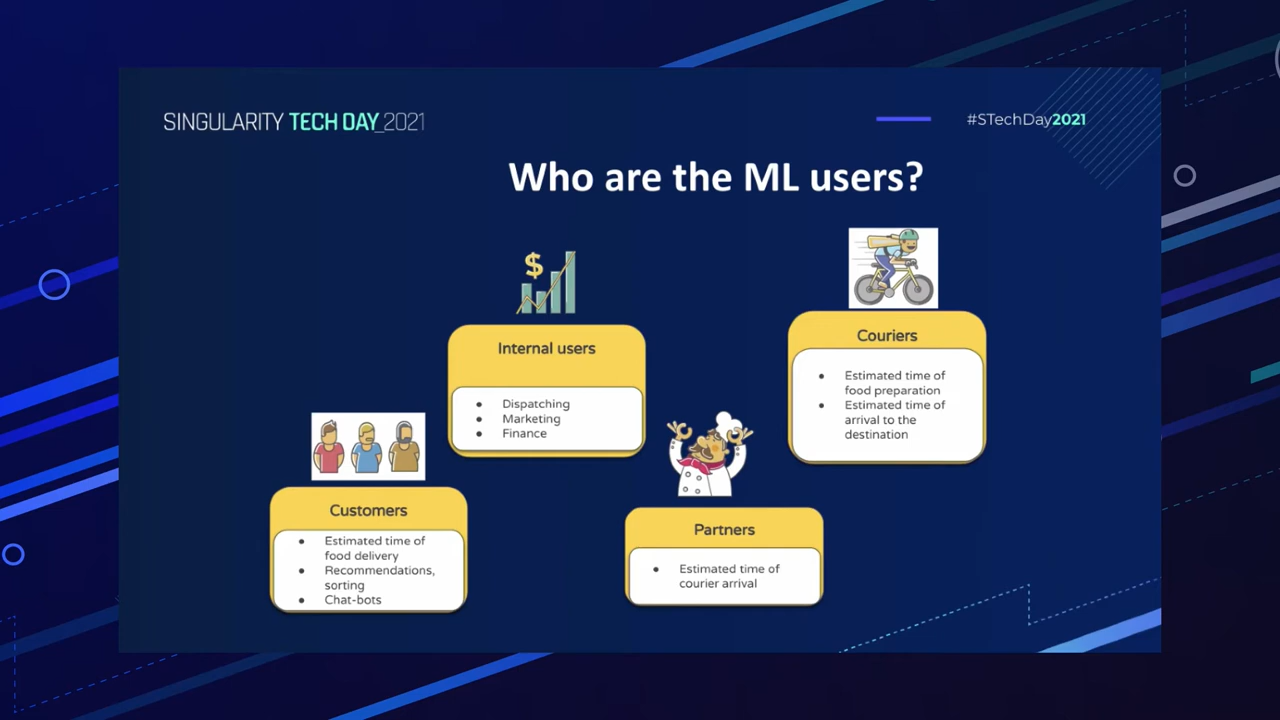 SINGULARITY TECH DAY_2021
#STechDay2021
Who are the ML users?
$
Internal users
• Dispatching
• Marketing
• Finance
Couriers
• Estimated time of
food preparation
• Estimated time of
arrival to the
destination
Customers
• Estimated time of
food delivery
• Recommendations,
sorting
• Chat-bots
Partners
• Estimated time of
courier arrival